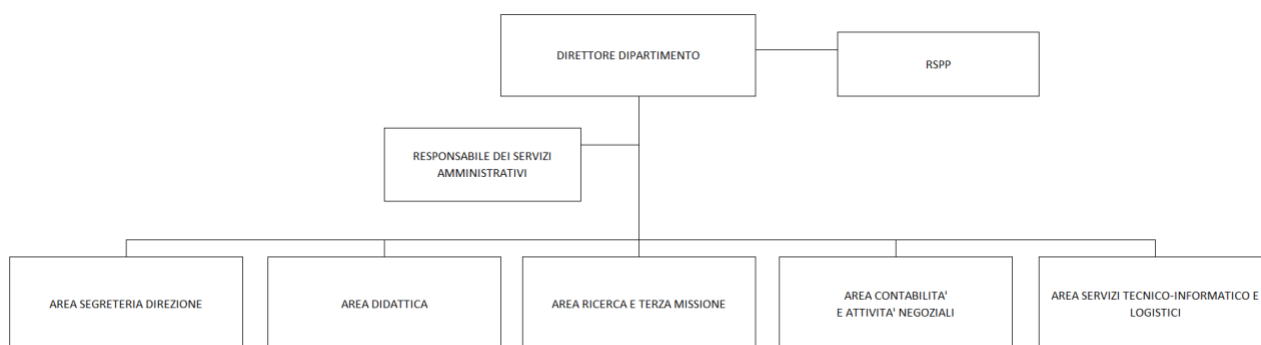 DIRETTORE DIPARTIMENTO
RSPP
RESPONSABILE DEI SERVIZI
AMMINISTRATIVI
AREA SEGRETERIA DIREZIONE
AREA DIDATTICA
AREA RICERCA E TERZA MISSIONE
AREA CONTABILITA'
E ATTIVITA' NEGOZIALI
AREA SERVIZI TECNICO-INFORMATICO E
LOGISTICI